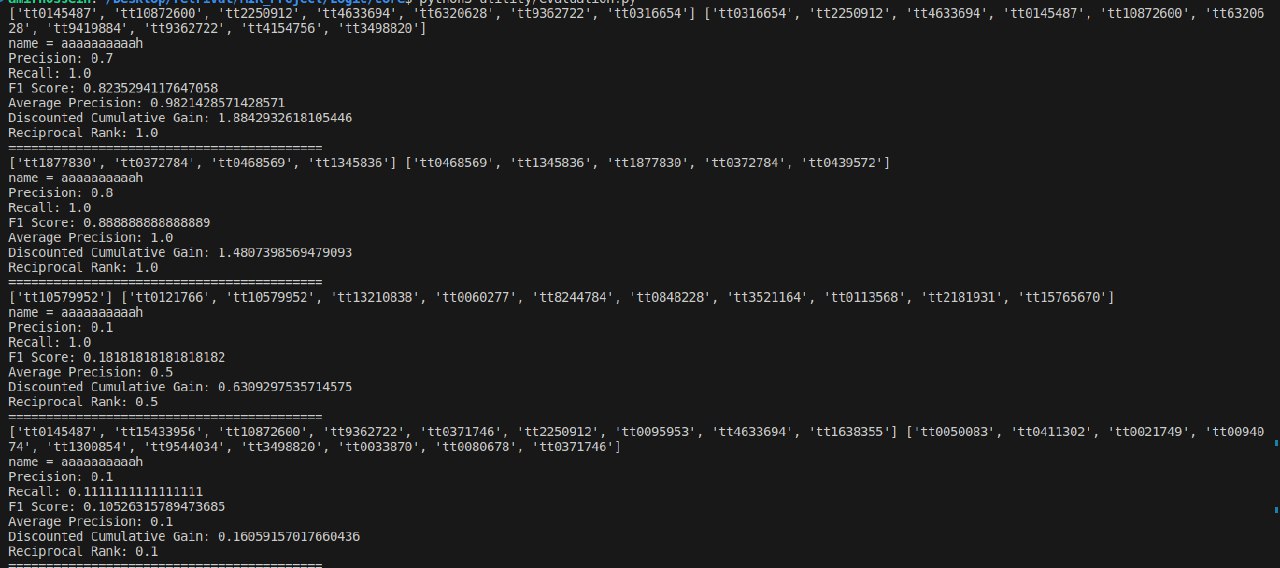 ['tt0145487', 'tt10872600', 'tt2250912', 'tt4633694', 'tt6320628', 'tt9362722', 'tt0316654'] ['tt0316654', 'tt2250912', 'tt4633694', 'tt0145487', 'tt10872600', 'tt63206
28', 'tt9419884', 'tt9362722', 'tt4154756', 'tt3498820']
name = aaaaaaaaaah
Precision: 0.7
Recall: 1.0
F1 Score: 0.8235294117647058
Average Precision: 0.9821428571428571
Discounted Cumulative Gain: 1.8842932618105446
Reciprocal Rank: 1.0
==========================================
['tt1877830', 'tt0372784', 'tt0468569', 'tt1345836'] ['tt0468569', 'tt1345836', 'tt1877830', 'tt0372784', 'tt0439572']
name = aaaaaaaaaah
Precision: 0.8
Recall: 1.0
F1 Score: 0.888888888888889
Average Precision: 1.0
Discounted Cumulative Gain: 1.4807398569479093
Reciprocal Rank: 1.0
==========================================
['tt10579952'] ['tt0121766', 'tt10579952', 'tt13210838', 'tt0060277', 'tt8244784', 'tt0848228', 'tt3521164', 'tt0113568', 'tt2181931', 'tt15765670']
name = aaaaaaaaaah
Precision: 0.1
Recall: 1.0
F1 Score: 0.18181818181818182
Average Precision: 0.5
Discounted Cumulative Gain: 0.6309297535714575
Reciprocal Rank: 0.5
==========================================
['tt0145487', 'tt15433956', 'tt10872600', 'tt9362722', 'tt0371746', 'tt2250912', 'tt0095953', 'tt4633694', 'tt1638355'] ['tt0050083', 'tt0411302', 'tt0021749', 'tt00940
74', 'tt1300854', 'tt9544034', 'tt3498820', 'tt0033870', 'tt0080678', 'tt0371746']
name = aaaaaaaaaah
Precision: 0.1
Recall: 0.1111111111111111
F1 Score: 0.10526315789473685
Average Precision: 0.1
Discounted Cumulative Gain: 0.16059157017660436
Reciprocal Rank: 0.1
==========================================